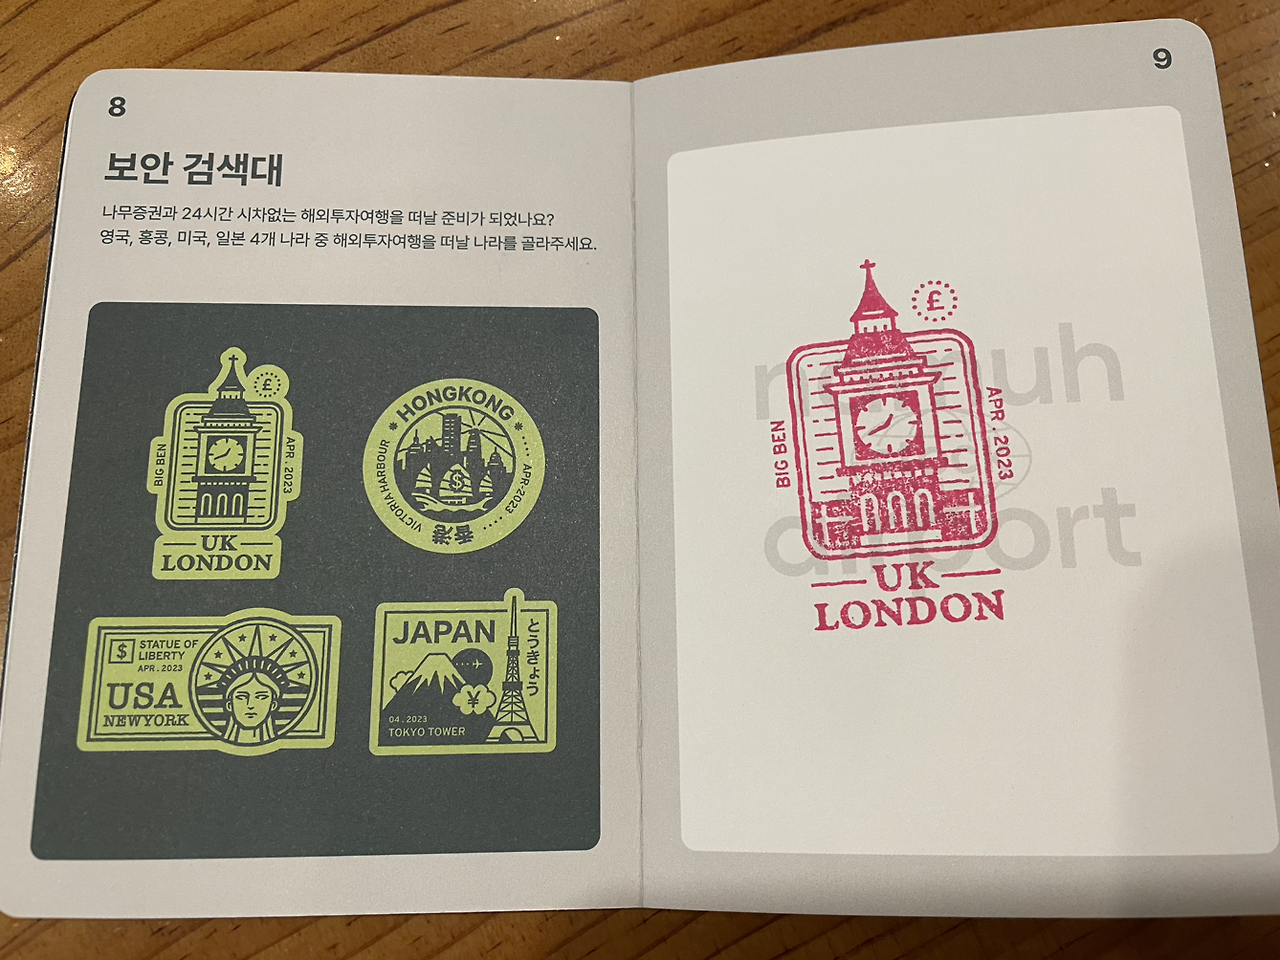 8
보안 검색대
나무증권과 24시간 시차없는 해외투자여행을 떠날 준비가 되었나요?
영국, 홍콩, 미국, 일본 4개 나라 중 해외투자여행을 떠날 나라를 골라주세요.
£
BIG BEN
APR . 2023
UK
LONDON
HONGKONG
VICTORIA HARBOUR
APR-2023
$
香港
$
STATUE OF
LIBERTY
APR . 2023
USA
NEWYORK
JAPAN
とうきょう
¥
04 . 2023
TOKYO TOWER
9
£
namuh
airport
BIG BEN
APR . 2023
UK
LONDON